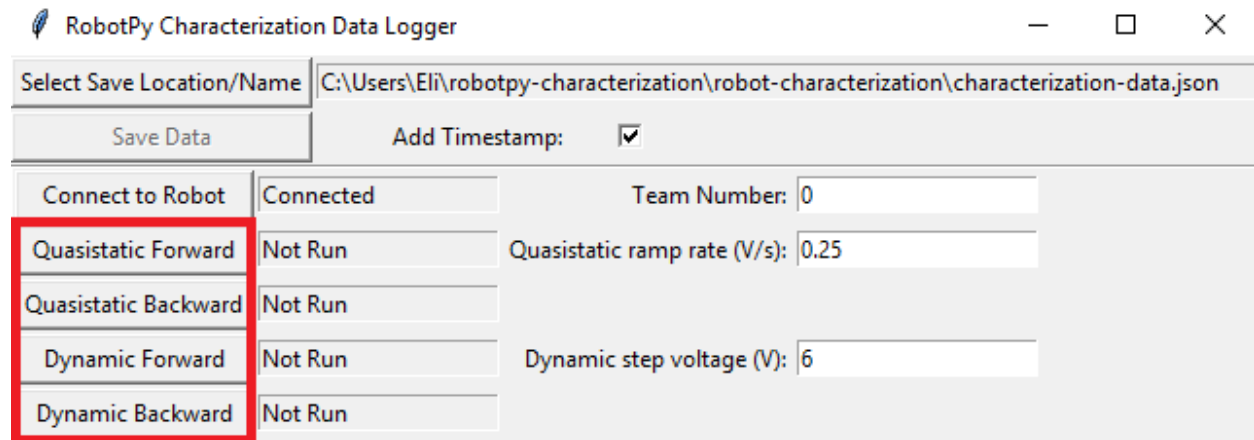 RobotPy Characterization Data Logger
Select Save Location/Name C:\Users\Eli\robotpy-characterization\robot-characterization\characterization-data.json
Save Data Add Timestamp:
Connect to Robot Connected Team Number: 0
Quasistatic Forward Not Run Quasistatic ramp rate (V/s): 0.25
Quasistatic Backward Not Run
Dynamic Forward Not Run Dynamic step voltage (V): 6
Dynamic Backward Not Run